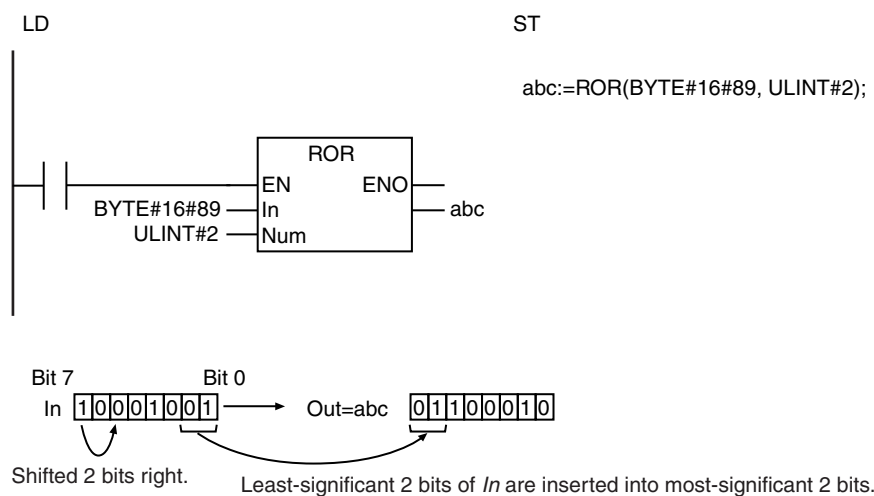 LD
ST
abc:=ROR(BYTE#16#89, ULINT#2);
ROR
EN ENO
BYTE#16#89 In abc
ULINT#2 Num
Bit 7 Bit 0
In 1 0 0 0 1 0 0 1 Out=abc 0 1 1 0 0 0 1 0
Shifted 2 bits right.
Least-significant 2 bits of In are inserted into most-significant 2 bits.